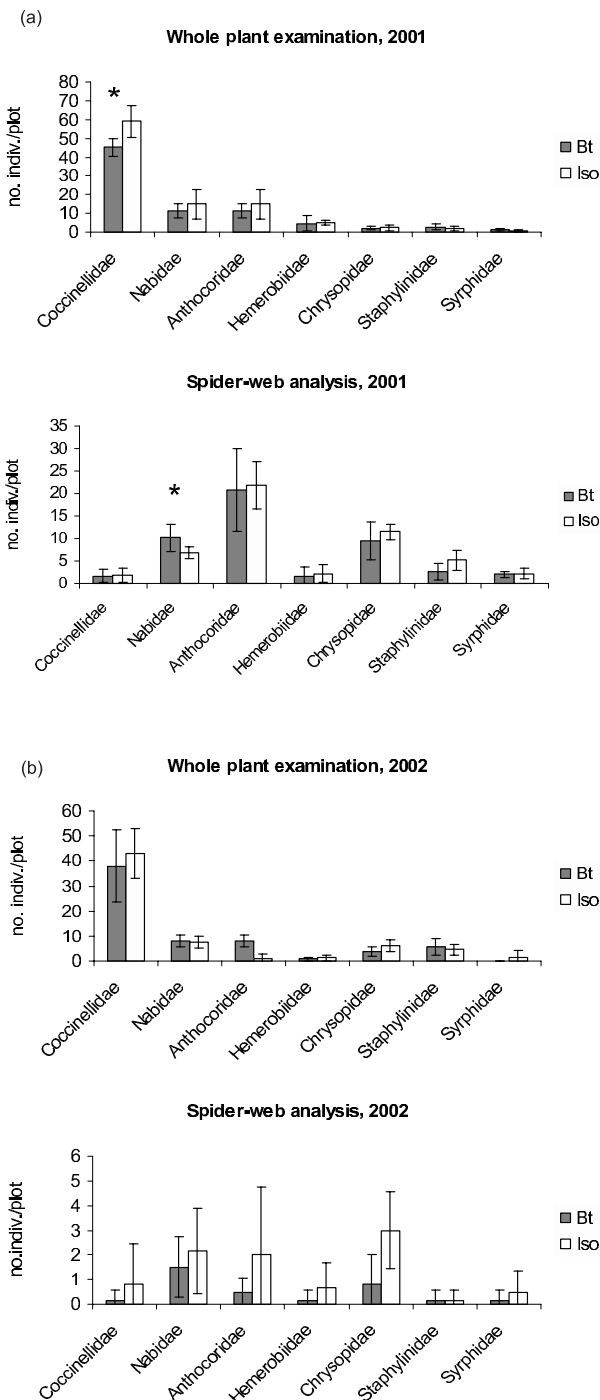 (a)
Whole plant examination, 2001
no. indiv./plot
80
70
60
50
40
30
20
10
0
*
Bt
Iso
Coccinellidae
Nabidae
Anthocoridae
Hemerobiidae
Chrysopidae
Staphylinidae
Syrphidae
Spider-web analysis, 2001
no. indiv./plot
35
30
25
20
15
10
5
0
*
Bt
Iso
Coccinellidae
Nabidae
Anthocoridae
Hemerobiidae
Chrysopidae
Staphylinidae
Syrphidae
(b)
Whole plant examination, 2002
no. indiv./plot
60
50
40
30
20
10
0
Bt
Iso
Coccinellidae
Nabidae
Anthocoridae
Hemerobiidae
Chrysopidae
Staphylinidae
Syrphidae
Spider-web analysis, 2002
no.indiv./plot
6
5
4
3
2
1
0
Bt
Iso
Coccinellidae
Nabidae
Anthocoridae
Hemerobiidae
Chrysopidae
Staphylinidae
Syrphidae